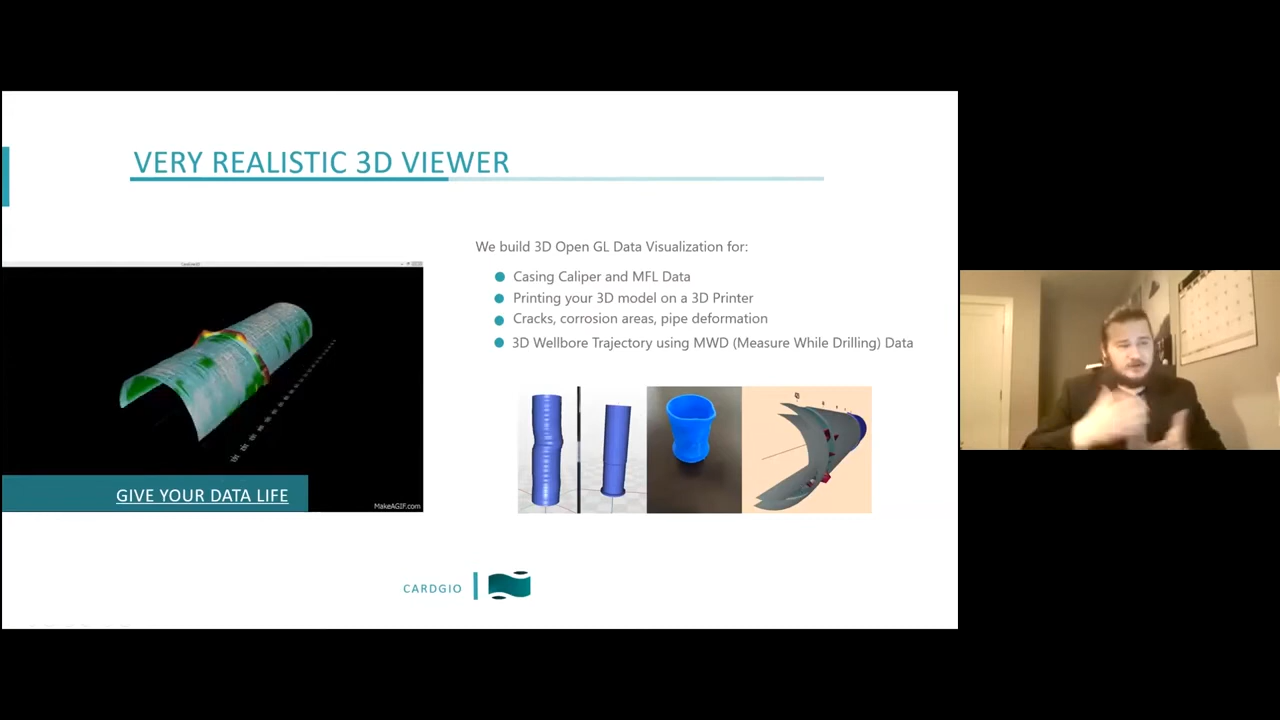 VERY REALISTIC 3D VIEWER
We build 3D Open GL Data Visualization for:
Casing Caliper and MFL Data
Printing your 3D model on a 3D Printer
Cracks, corrosion areas, pipe deformation
3D Wellbore Trajectory using MWD (Measure While Drilling) Data
GIVE YOUR DATA LIFE
MakeAGIF.com
CARDGIO